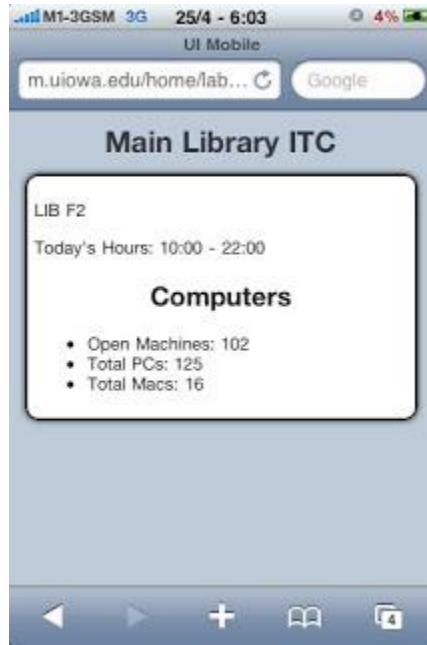 M1-3GSM 3G 25/4 - 6:03 4%
UI Mobile
m.uiowa.edu/home/lab... Google
Main Library ITC
LIB F2
Today's Hours: 10:00 - 22:00
Computers
• Open Machines: 102
• Total PCs: 125
• Total Macs: 16
4